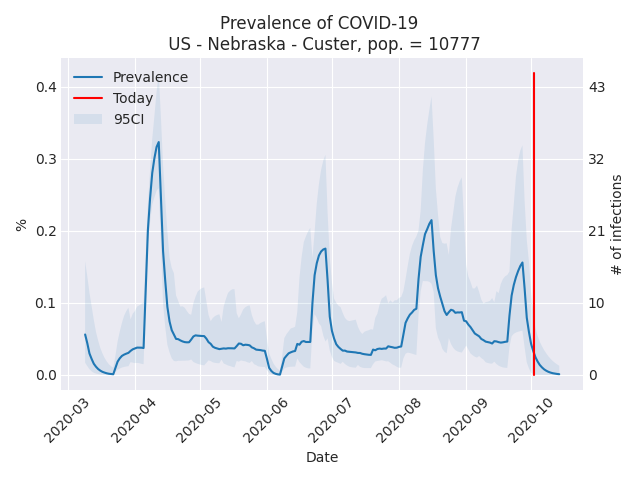 Prevalence of COVID-19
US - Nebraska - Custer, pop. = 10777
Prevalence
Today
95CI
0.4
0.3
0.2
0.1
0.0
%
43
32
21
10
0
# of infections
2020-03
2020-04
2020-05
2020-06
2020-07
2020-08
2020-09
2020-10
Date